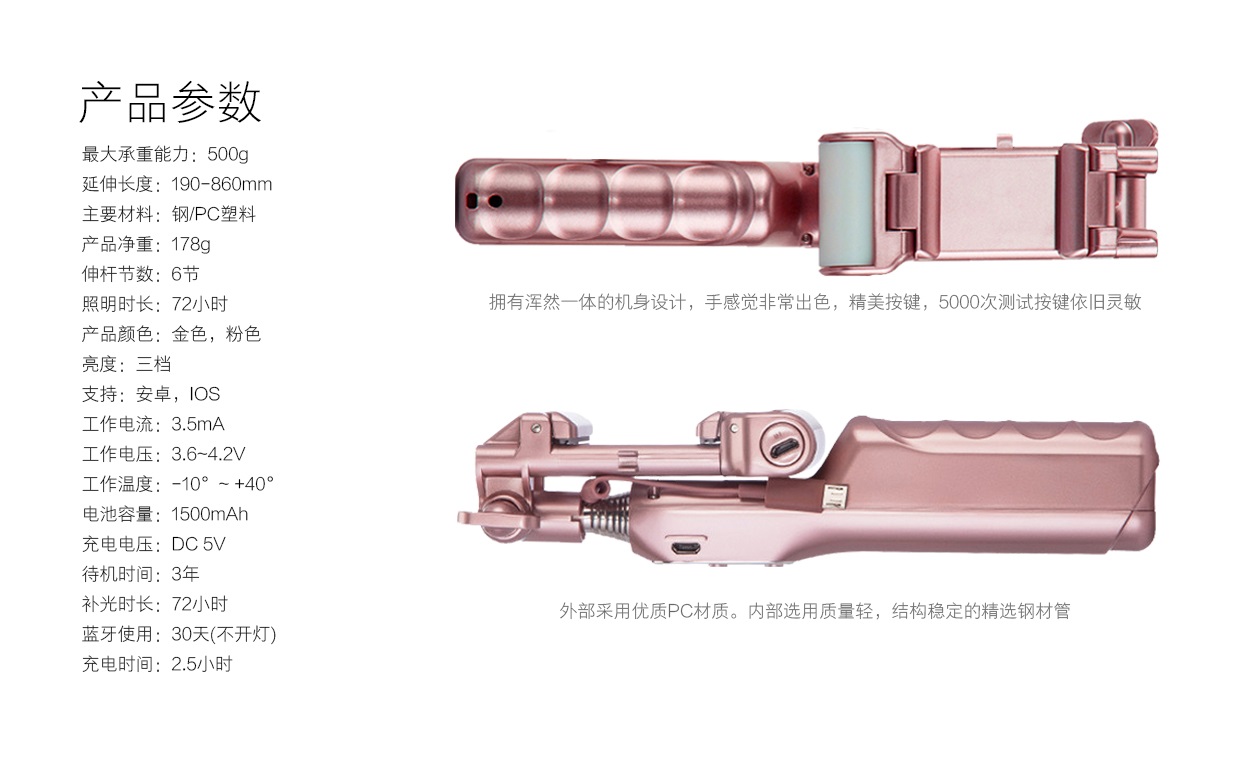 产品参数
最大承重能力：500g
延伸长度：190-860mm
主要材料：钢/PC塑料
产品净重：178g
伸杆节数：6节
照明时长：72小时
产品颜色：金色，粉色
亮度：三档
支持：安卓，IOS
工作电流：3.5mA
工作电压：3.6~4.2V
工作温度：-10° ~ +40°
电池容量：1500mAh
充电电压：DC 5V
待机时间：3年
补光时长：72小时
蓝牙使用：30天(不开灯)
充电时间：2.5小时
拥有浑然一体的机身设计，手感觉非常出色，精美按键，5000次测试按键依旧灵敏
外部采用优质PC材质。内部选用质量轻，结构稳定的精选钢材管